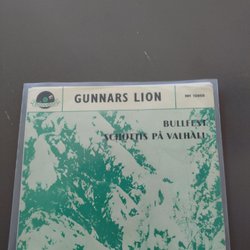 GUNNARS LION
BULLFEST
SCHOTTIS PÅ VALHALL